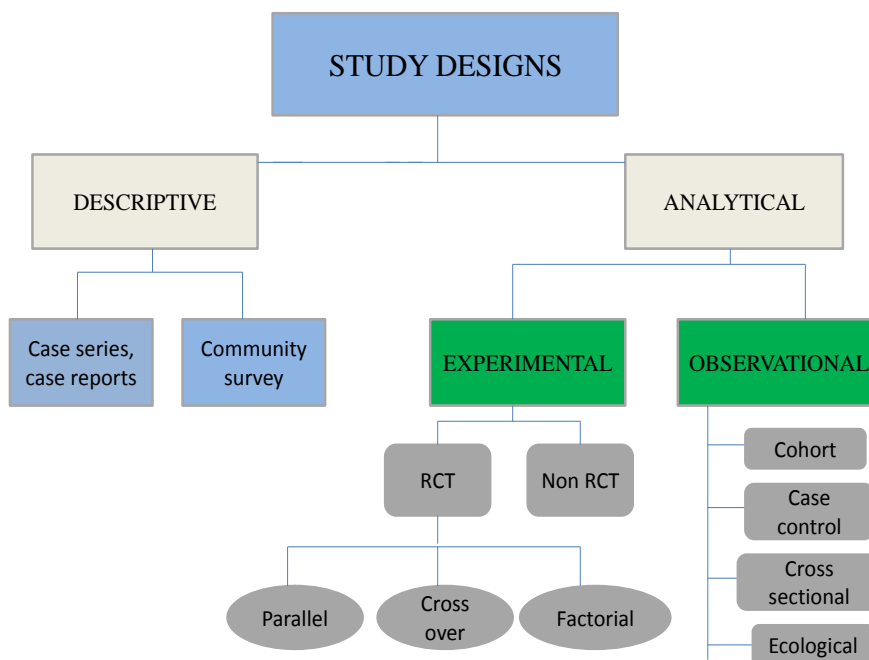 STUDY DESIGNS
DESCRIPTIVE
ANALYTICAL
Case series,
case reports
Community
survey
EXPERIMENTAL
OBSERVATIONAL
RCT
Non RCT
Cohort
Case
control
Cross
sectional
Ecological
Parallel
Cross
over
Factorial